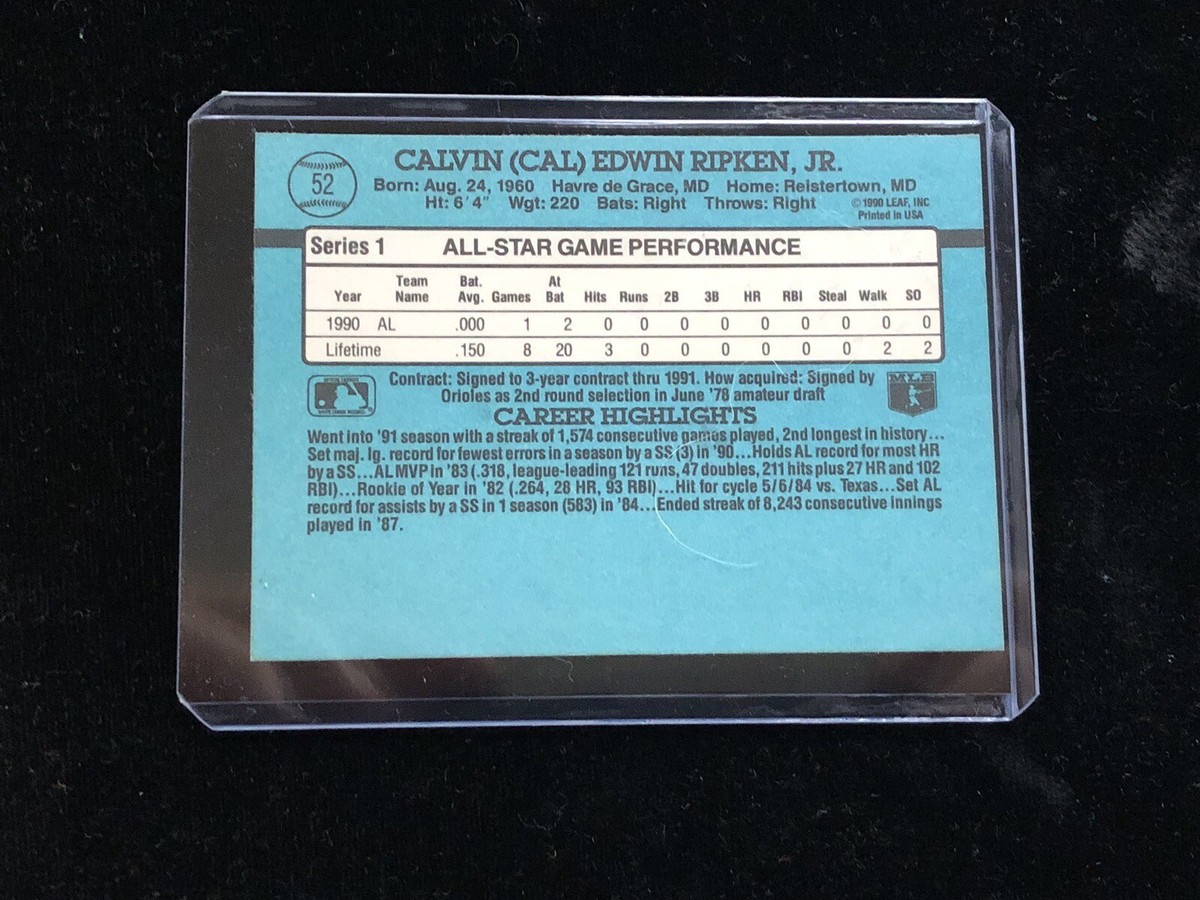 52
CALVIN (CAL) EDWIN RIPKEN, JR.
Born: Aug. 24, 1960 Havre de Grace, MD Home: Reistertown, MD
Ht: 6'4" Wgt: 220 Bats: Right Throws: Right
© 1990 LEAF, INC
Printed in USA
Series 1 ALL-STAR GAME PERFORMANCE
Year Team Name Bat. Avg. Games At Bat Hits Runs 2B 3B HR RBI Steal Walk SO
1990 AL .000 1 2 0 0 0 0 0 0 0 0 0
Lifetime .150 8 20 3 0 0 0 0 0 0 2 2
Contract: Signed to 3-year contract thru 1991. How acquired: Signed by
Orioles as 2nd round selection in June '78 amateur draft
MLB
CAREER HIGHLIGHTS
Went into '91 season with a streak of 1,574 consecutive games played, 2nd longest in history...
Set maj. lg. record for fewest errors in a season by a SS (3) in '90...Holds AL record for most HR
by a SS...AL MVP in '83 (.318, league-leading 121 runs, 47 doubles, 211 hits plus 27 HR and 102
RBI)...Rookie of Year in '82 (.264, 28 HR, 93 RBI)...Hit for cycle 5/6/84 vs. Texas...Set AL
record for assists by a SS in 1 season (583) in '84...Ended streak of 8,243 consecutive innings
played in '87.